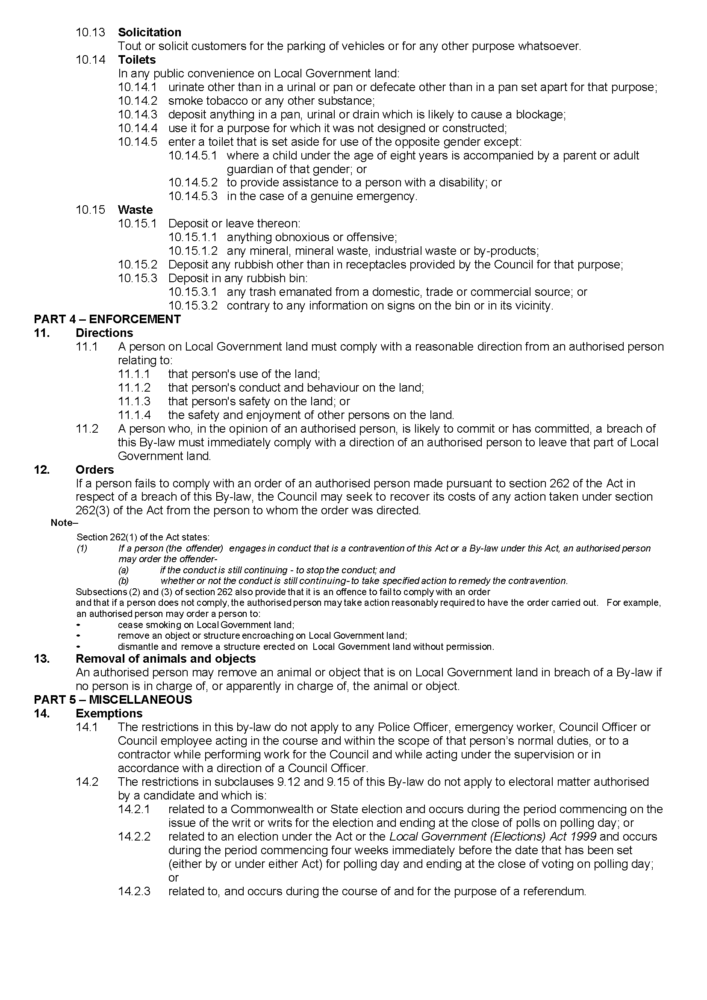 10.13 Solicitation
Tout or solicit customers for the parking of vehicles or for any other purpose whatsoever.
10.14 Toilets
In any public convenience on Local Government land:
10.14.1 urinate other than in a urinal or pan or defecate other than in a pan set apart for that purpose;
10.14.2 smoke tobacco or any other substance;
10.14.3 deposit anything in a pan, urinal or drain which is likely to cause a blockage;
10.14.4 use it for a purpose for which it was not designed or constructed;
10.14.5 enter a toilet that is set aside for use of the opposite gender except:
10.14.5.1 where a child under the age of eight years is accompanied by a parent or adult
guardian of that gender; or
10.14.5.2 to provide assistance to a person with a disability; or
10.14.5.3 in the case of a genuine emergency.
10.15 Waste
10.15.1 Deposit or leave thereon:
10.15.1.1 anything obnoxious or offensive;
10.15.1.2 any mineral, mineral waste, industrial waste or by-products;
10.15.2 Deposit any rubbish other than in receptacles provided by the Council for that purpose;
10.15.3 Deposit in any rubbish bin:
10.15.3.1 any trash emanated from a domestic, trade or commercial source; or
10.15.3.2 contrary to any information on signs on the bin or in its vicinity.
PART 4 – ENFORCEMENT
11. Directions
11.1 A person on Local Government land must comply with a reasonable direction from an authorised person
relating to:
11.1.1 that person's use of the land;
11.1.2 that person's conduct and behaviour on the land;
11.1.3 that person's safety on the land; or
11.1.4 the safety and enjoyment of other persons on the land.
11.2 A person who, in the opinion of an authorised person, is likely to commit or has committed, a breach of
this By-law must immediately comply with a direction of an authorised person to leave that part of Local
Government land.
12. Orders
If a person fails to comply with an order of an authorised person made pursuant to section 262 of the Act in
respect of a breach of this By-law, the Council may seek to recover its costs of any action taken under section
262(3) of the Act from the person to whom the order was directed.
Note–
Section 262(1) of the Act states:
(1) If a person (the offender) engages in conduct that is a contravention of this Act or a By-law under this Act, an authorised person
may order the offender-
(a) if the conduct is still continuing - to stop the conduct; and
(b) whether or not the conduct is still continuing- to take specified action to remedy the contravention.
Subsections (2) and (3) of section 262 also provide that it is an offence to fail to comply with an order
and that if a person does not comply, the authorised person may take action reasonably required to have the order carried out. For example,
an authorised person may order a person to:
• cease smoking on Local Government land;
• remove an object or structure encroaching on Local Government land;
• dismantle and remove a structure erected on Local Government land without permission.
13. Removal of animals and objects
An authorised person may remove an animal or object that is on Local Government land in breach of a By-law if
no person is in charge of, or apparently in charge of, the animal or object.
PART 5 – MISCELLANEOUS
14. Exemptions
14.1 The restrictions in this by-law do not apply to any Police Officer, emergency worker, Council Officer or
Council employee acting in the course and within the scope of that person's normal duties, or to a
contractor while performing work for the Council and while acting under the supervision or in
accordance with a direction of a Council Officer.
14.2 The restrictions in subclauses 9.12 and 9.15 of this By-law do not apply to electoral matter authorised
by a candidate and which is:
14.2.1 related to a Commonwealth or State election and occurs during the period commencing on the
issue of the writ or writs for the election and ending at the close of polls on polling day; or
14.2.2 related to an election under the Act or the Local Government (Elections) Act 1999 and occurs
during the period commencing four weeks immediately before the date that has been set
(either by or under either Act) for polling day and ending at the close of voting on polling day;
or
14.2.3 related to, and occurs during the course of and for the purpose of a referendum.